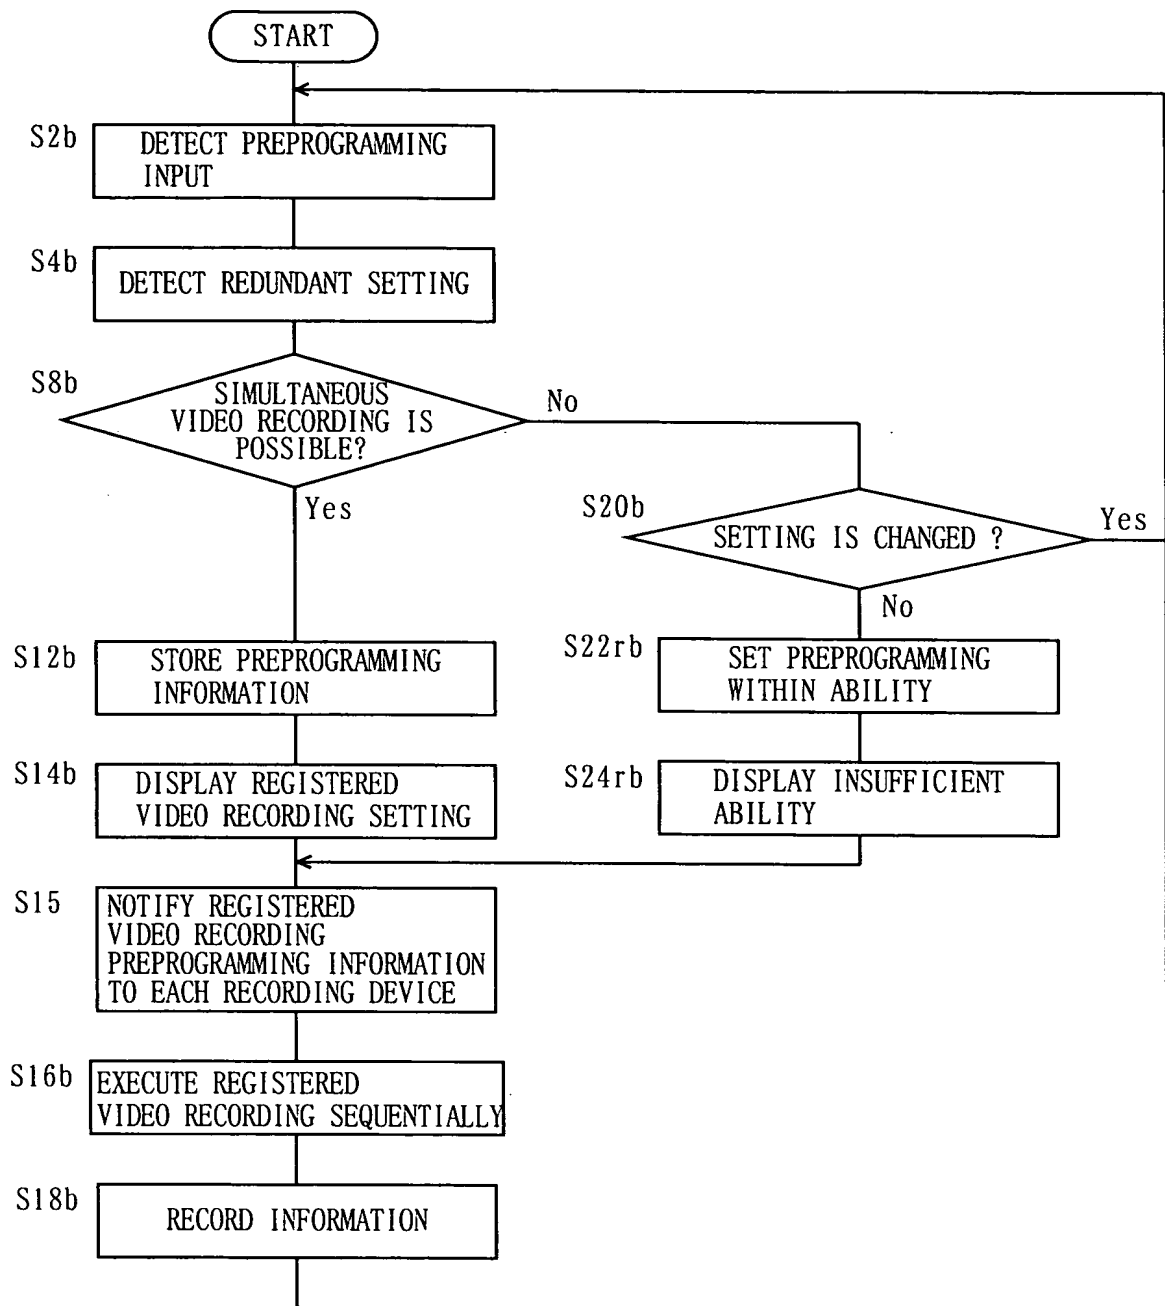 START
S2b
DETECT PREPROGRAMMING
INPUT
S4b
DETECT REDUNDANT SETTING
S8b
SIMULTANEOUS
VIDEO RECORDING IS
POSSIBLE?
No
Yes
S20b
SETTING IS CHANGED ?
Yes
No
S12b
STORE PREPROGRAMMING
INFORMATION
S22rb
SET PREPROGRAMMING
WITHIN ABILITY
S14b
DISPLAY REGISTERED
VIDEO RECORDING SETTING
S24rb
DISPLAY INSUFFICIENT
ABILITY
S15
NOTIFY REGISTERED
VIDEO RECORDING
PREPROGRAMMING INFORMATION
TO EACH RECORDING DEVICE
S16b
EXECUTE REGISTERED
VIDEO RECORDING SEQUENTIALLY
S18b
RECORD INFORMATION